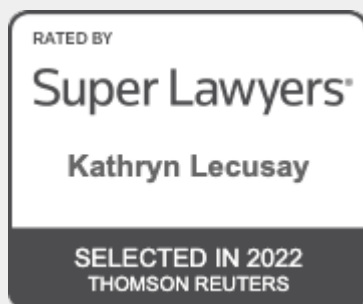 RATED BY
Super Lawyers®
Kathryn Lecusay
SELECTED IN 2022
THOMSON REUTERS